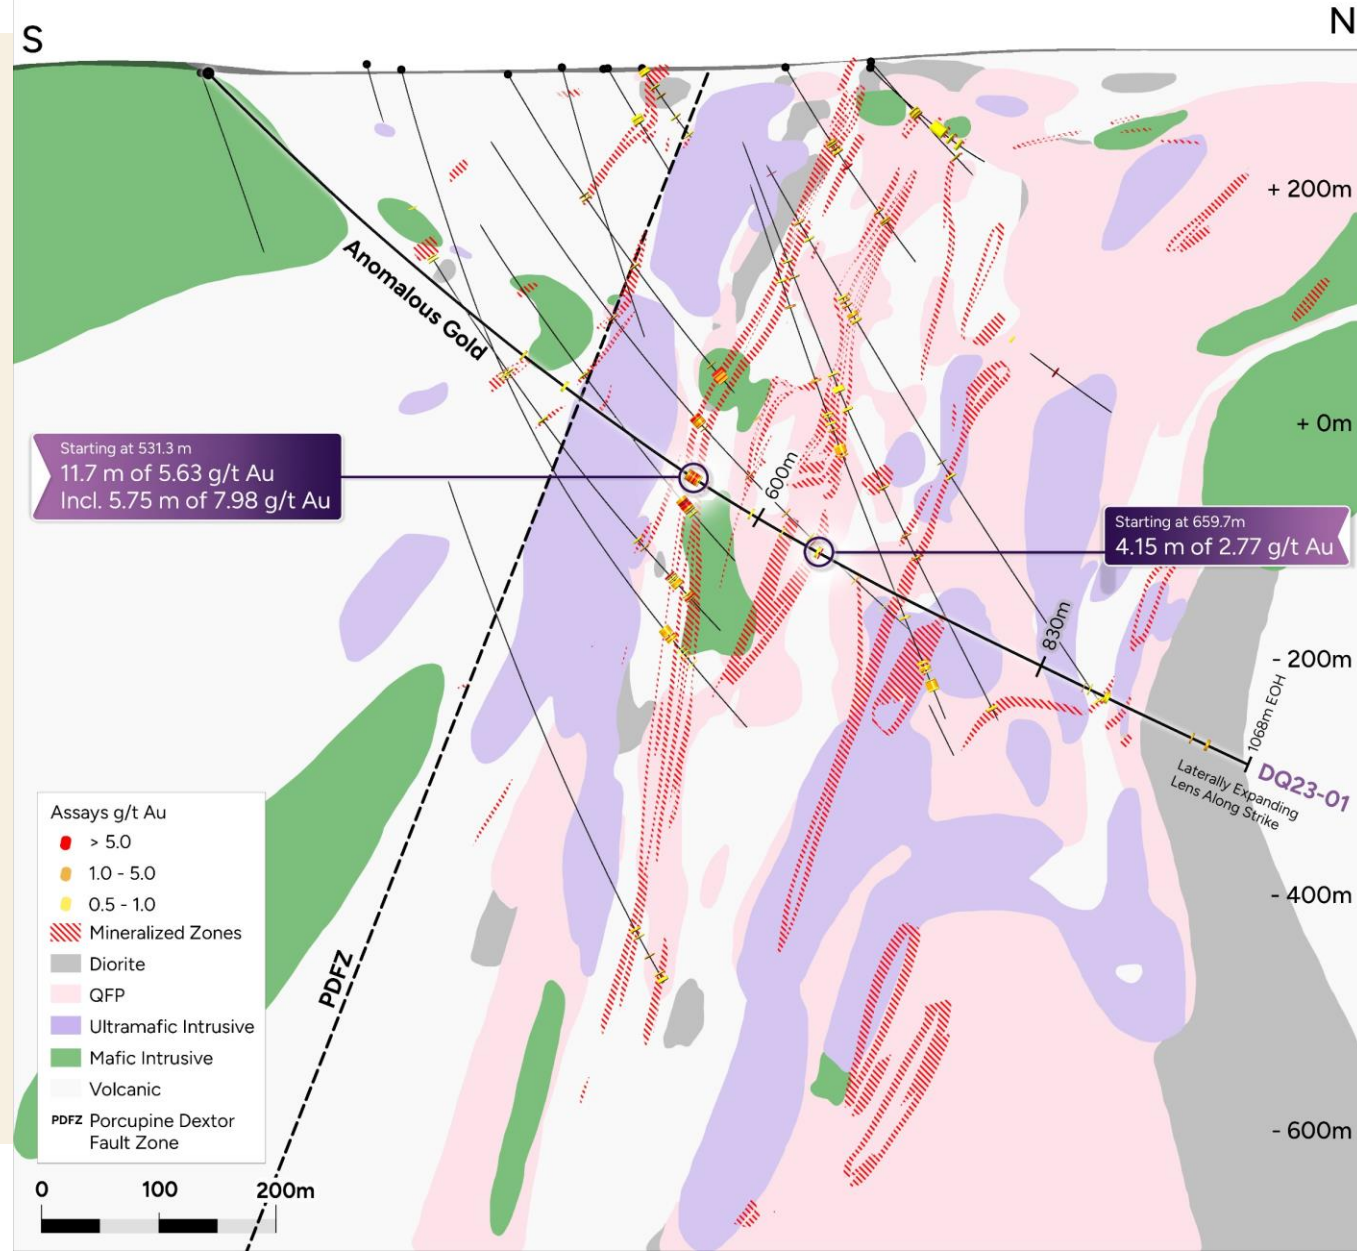 S
N
+ 200m
Anomalous Gold
+ 0m
Starting at 531.3 m
11.7 m of 5.63 g/t Au
Incl. 5.75 m of 7.98 g/t Au
600m
Starting at 659.7m
4.15 m of 2.77 g/t Au
830m
- 200m
1068m EOH
DQ23-01
Laterally Expanding
Lens Along Strike
Assays g/t Au
> 5.0
1.0 - 5.0
0.5 - 1.0
Mineralized Zones
Diorite
QFP
Ultramafic Intrusive
Mafic Intrusive
Volcanic
PDFZ Porcupine Dextor
Fault Zone
PDFZ
- 400m
- 600m
0 100 200m